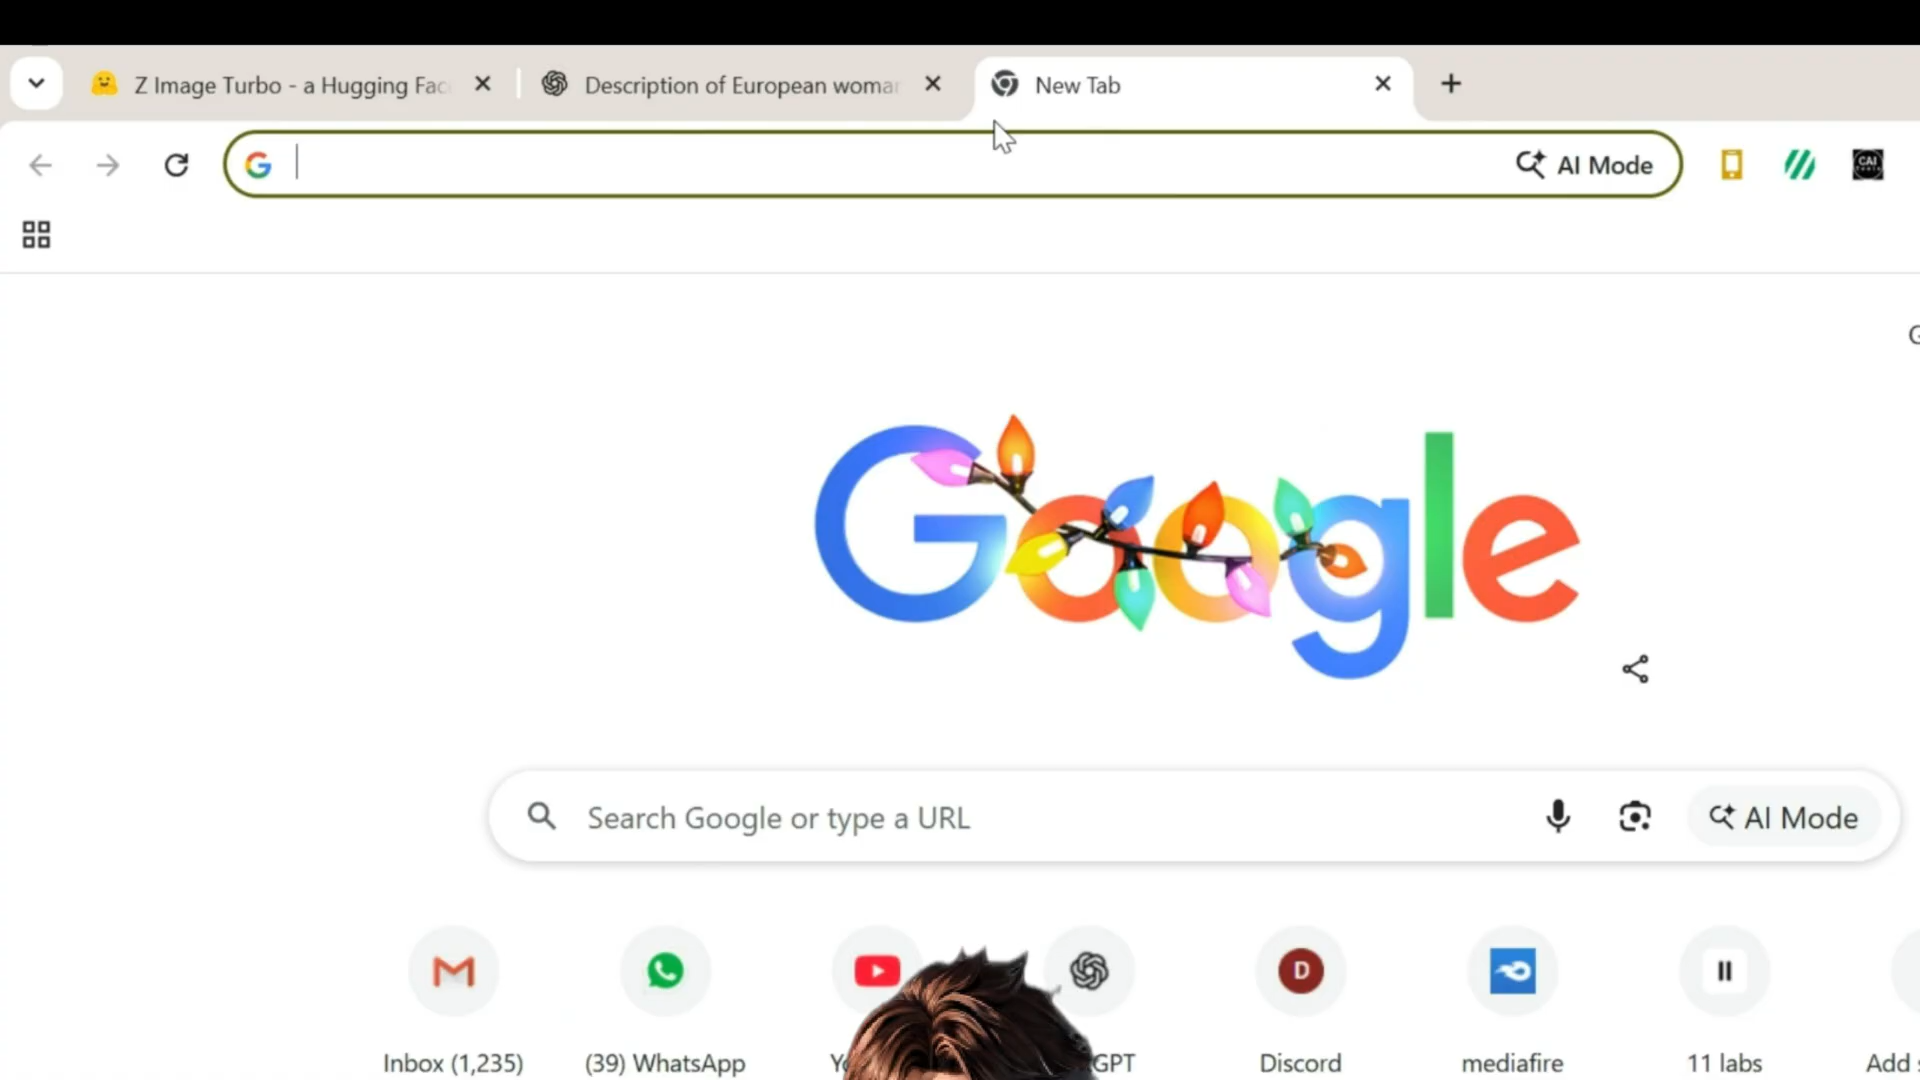 Z Image Turbo - a Hugging Fac
Description of European woman
New Tab
AI Mode
CAI
Google
Search Google or type a URL
AI Mode
Inbox (1,235)
(39) WhatsApp
GPT
Discord
mediafire
11 labs
Add